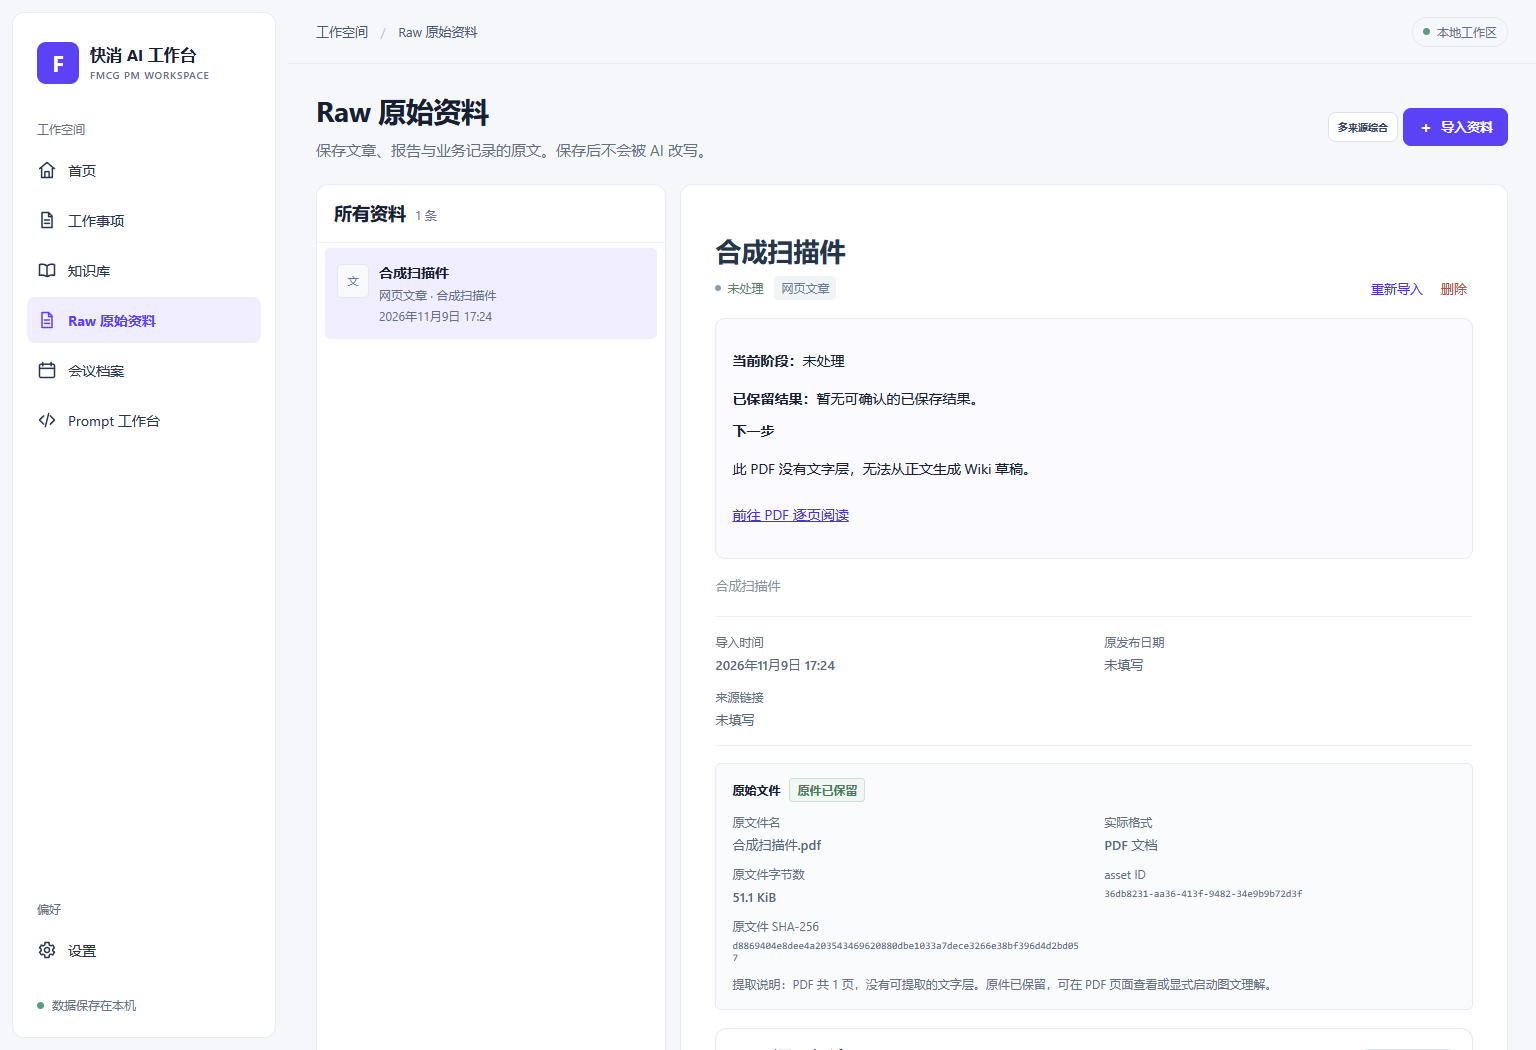 F
快消 AI 工作台
FMCG PM WORKSPACE
工作空间
首页
工作事项
知识库
Raw 原始资料
会议档案
Prompt 工作台
偏好
设置
数据保存在本机
工作空间 / Raw 原始资料
本地工作区
Raw 原始资料
保存文章、报告与业务记录的原文。保存后不会被 AI 改写。
多来源综合
+ 导入资料
所有资料 1 条
文
合成扫描件
网页文章 · 合成扫描件
2026年11月9日 17:24
合成扫描件
未处理 网页文章
重新导入 删除
当前阶段：未处理
已保留结果：暂无可确认的已保存结果。
下一步
此 PDF 没有文字层，无法从正文生成 Wiki 草稿。
前往 PDF 逐页阅读
合成扫描件
导入时间
2026年11月9日 17:24
原发布日期
未填写
来源链接
未填写
原始文件 原件已保留
原文件名
合成扫描件.pdf
实际格式
PDF 文档
原文件字节数
51.1 KiB
asset ID
36db8231-aa36-413f-9482-34e9b9b72d3f
原文件 SHA-256
d8869404e8dee4a203543469620880dbe1033a7dece3266e38bf396d4d2bd05
7
提取说明：PDF 共 1 页，没有可提取的文字层。原件已保留，可在 PDF 页面查看或显式启动图文理解。